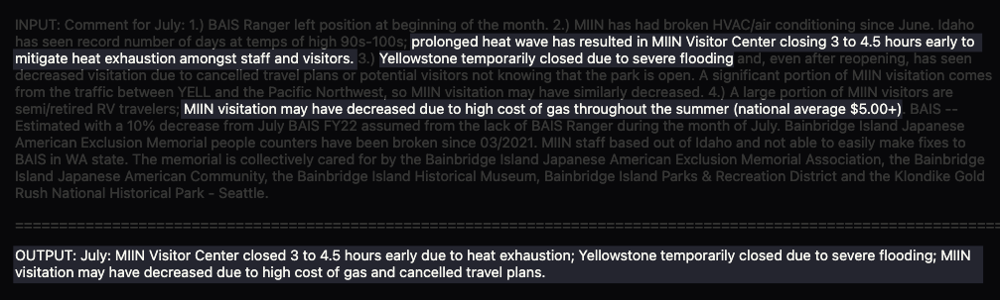 INPUT: Comment for July: 1.) BAIS Ranger left position at beginning of the month. 2.) MIIN has had broken HVAC/air conditioning since June. Idaho
has seen record number of days at temps of high 90s-100s; prolonged heat wave has resulted in MIIN Visitor Center closing 3 to 4.5 hours early to
mitigate heat exhaustion amongst staff and visitors. 3.) Yellowstone temporarily closed due to severe flooding and, even after reopening, has seen
decreased visitation due to cancelled travel plans or potential visitors not knowing that the park is open. A significant portion of MIIN visitation comes
from the traffic between YELL and the Pacific Northwest, so MIIN visitation may have similarly decreased. 4.) A large portion of MIIN visitors are
semi/retired RV travelers; MIIN visitation may have decreased due to high cost of gas throughout the summer (national average $5.00+). BAIS --
Estimated with a 10% decrease from July BAIS FY22 assumed from the lack of BAIS Ranger during the month of July. Bainbridge Island Japanese
American Exclusion Memorial people counters have been broken since 03/2021. MIIN staff based out of Idaho and not able to easily make fixes to
BAIS in WA state. The memorial is collectively cared for by the Bainbridge Island Japanese American Exclusion Memorial Association, the Bainbridge
Island Japanese American Community, the Bainbridge Island Historical Museum, Bainbridge Island Parks & Recreation District and the Klondike Gold
Rush National Historical Park - Seattle.
OUTPUT: July: MIIN Visitor Center closed 3 to 4.5 hours early due to heat exhaustion; Yellowstone temporarily closed due to severe flooding; MIIN
visitation may have decreased due to high cost of gas and cancelled travel plans.